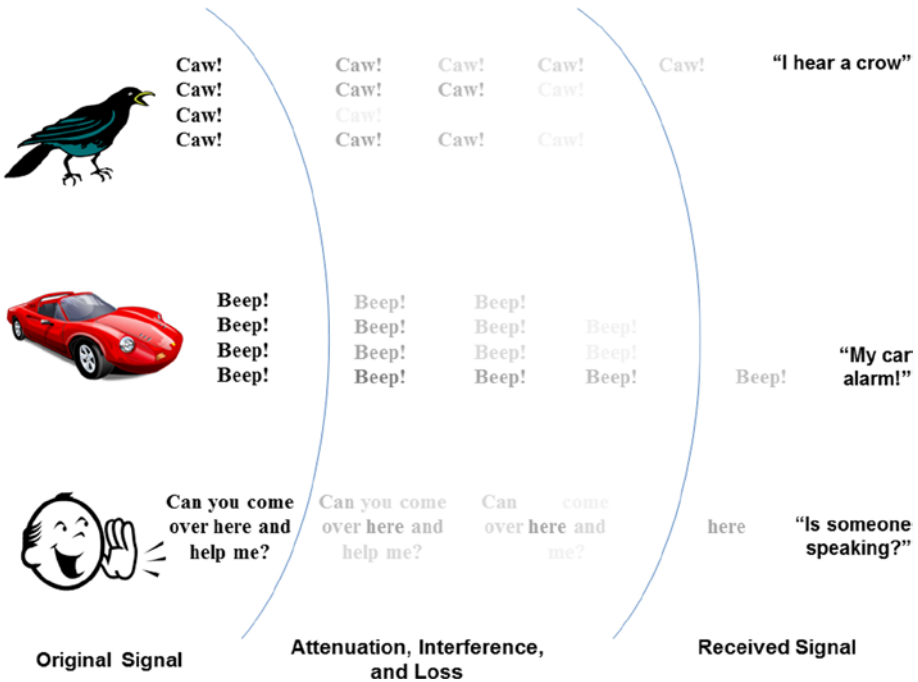 Caw! Caw! Caw! Caw! Caw! “I hear a crow”
Caw! Caw! Caw! Caw!
Caw! Caw!
Caw! Caw! Caw! Caw!
Beep! Beep! Beep!
Beep! Beep! Beep! Beep!
Beep! Beep! Beep! Beep! “My car
Beep! Beep! Beep! Beep! Beep! alarm!”
Can you come Can you come Can come
over here and over here and over here and here “Is someone
help me? help me? me? speaking?”
Original Signal
Attenuation, Interference,
and Loss
Received Signal